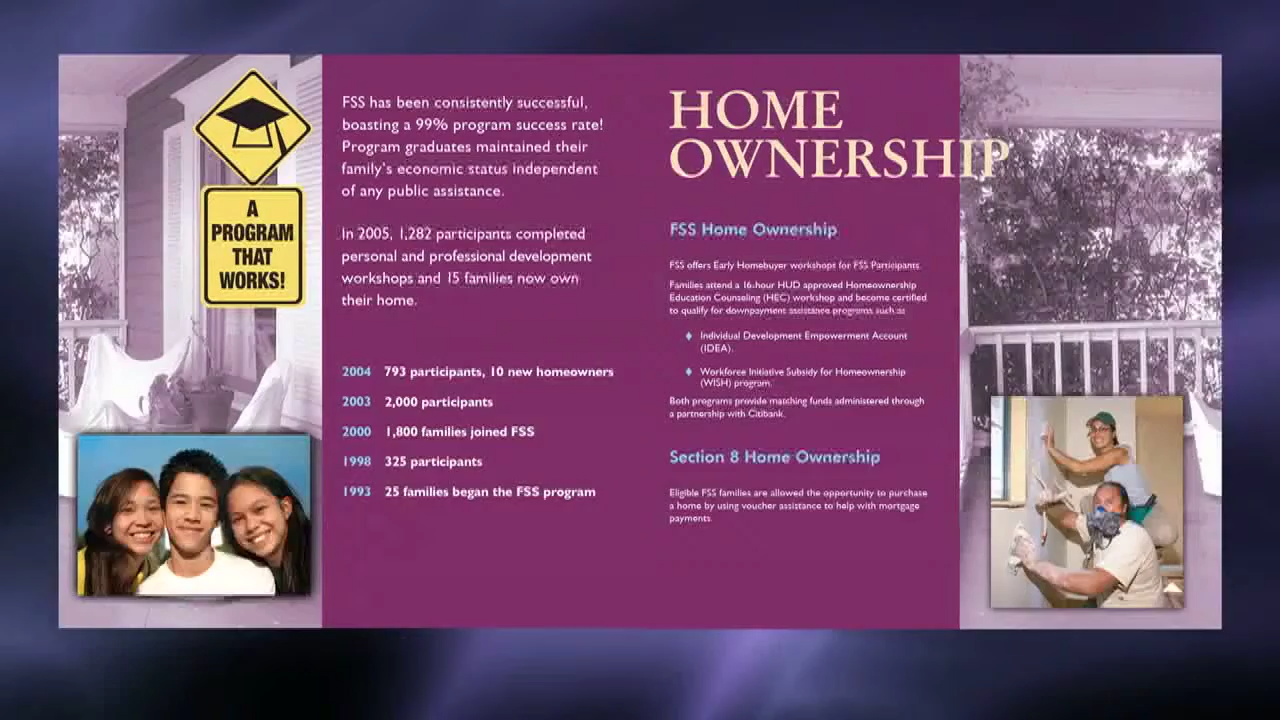 A
PROGRAM
THAT
WORKS!
FSS has been consistently successful,
boasting a 99% program success rate!
Program graduates maintained their
family's economic status independent
of any public assistance.
In 2005, 1,282 participants completed
personal and professional development
workshops and 15 families now own
their home.
2004 793 participants, 10 new homeowners
2003 2,000 participants
2000 1,800 families joined FSS
1998 325 participants
1993 25 families began the FSS program
HOME
OWNERSHIP
FSS Home Ownership
FSS offers Early Homebuyer workshops for FSS Participants.
Families attend a 16-hour HUD approved Homeownership
Education Counseling (HEC) workshop and become certified
to qualify for downpayment assistance programs such as
♦ Individual Development Empowerment Account
(IDEA).
♦ Workforce Initiative Subsidy for Homeownership
(WISH) program.
Both programs provide matching funds administered through
a partnership with Citibank.
Section 8 Home Ownership
Eligible FSS families are allowed the opportunity to purchase
a home by using voucher assistance to help with mortgage
payments.